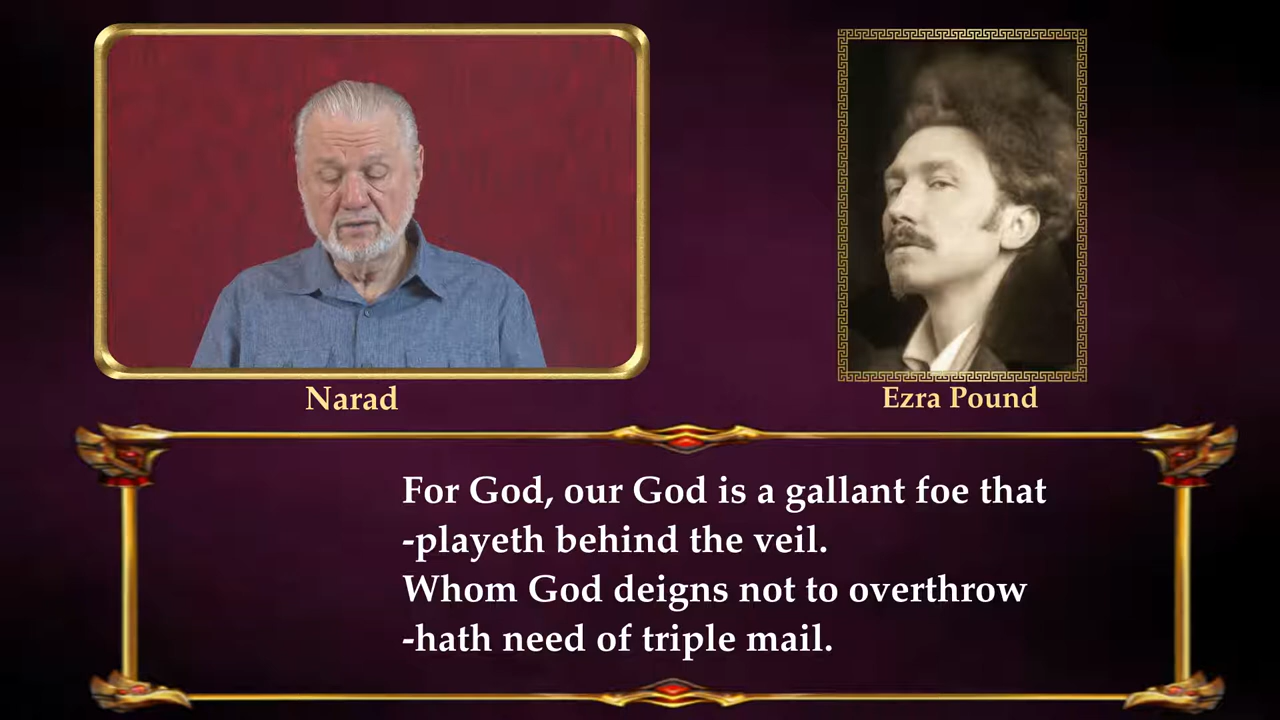 Narad
Ezra Pound
For God, our God is a gallant foe that
-playeth behind the veil.
Whom God deigns not to overthrow
-hath need of triple mail.